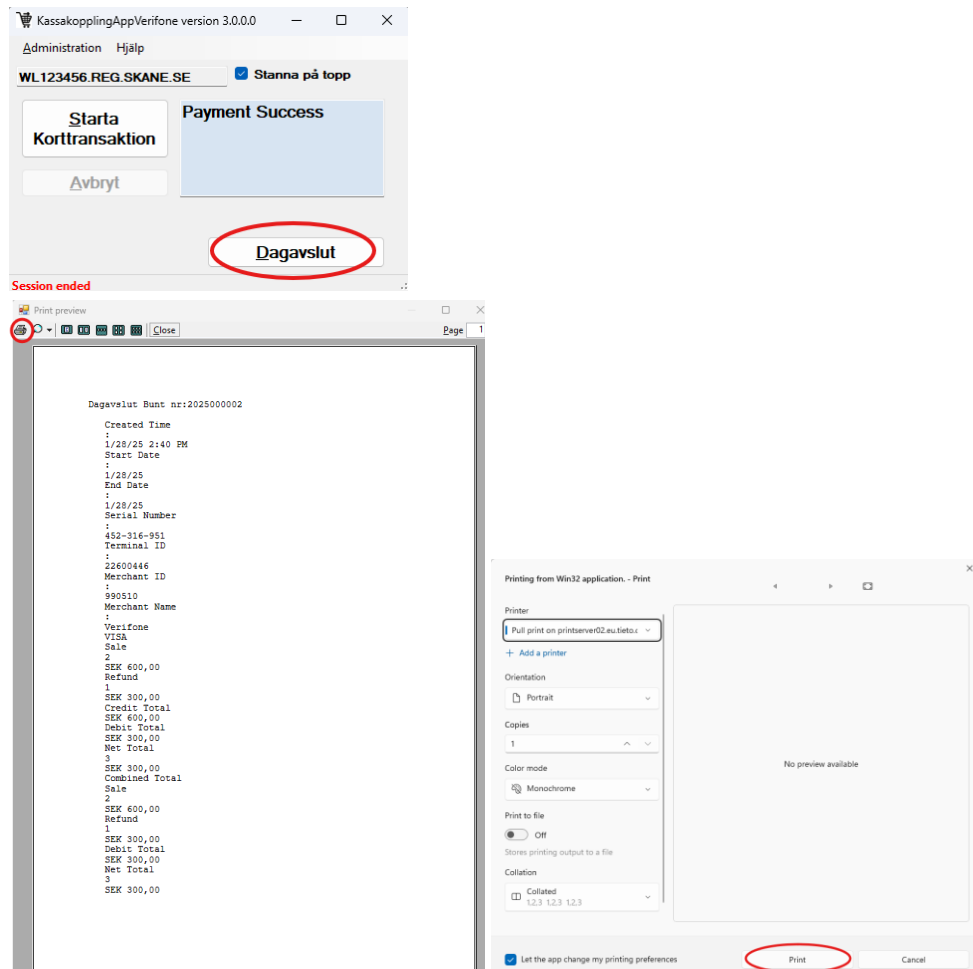 KassakopplingAppVerifone version 3.0.0.0
Administration Hjälp
WL123456.REG.SKANE.SE
Stanna på topp
Starta
Korttransaktion
Payment Success
Avbryt
Dagavslut
Session ended
Print preview
Close
Page 1
Dagavslut Bunt nr:2025000002
Created Time
:
1/28/25 2:40 PM
Start Date
:
1/28/25
End Date
:
1/28/25
Serial Number
:
452-316-951
Terminal ID
:
22600446
Merchant ID
:
990510
Merchant Name
:
Verifone
VISA
Sale
2
SEK 600,00
Refund
1
SEK 300,00
Credit Total
SEK 600,00
Debit Total
SEK 300,00
Net Total
3
SEK 300,00
Combined Total
Sale
2
SEK 600,00
Refund
1
SEK 300,00
Debit Total
SEK 300,00
Net Total
3
SEK 300,00
Printing from Win32 application. - Print
Printer
Pull print on printserver02.eu.tieto.c
+ Add a printer
Orientation
Portrait
Copies
1
Color mode
Monochrome
Print to file
Off
Stores printing output to a file
Collation
Collated
1,2,3 1,2,3 1,2,3
No preview available
Let the app change my printing preferences
Print
Cancel